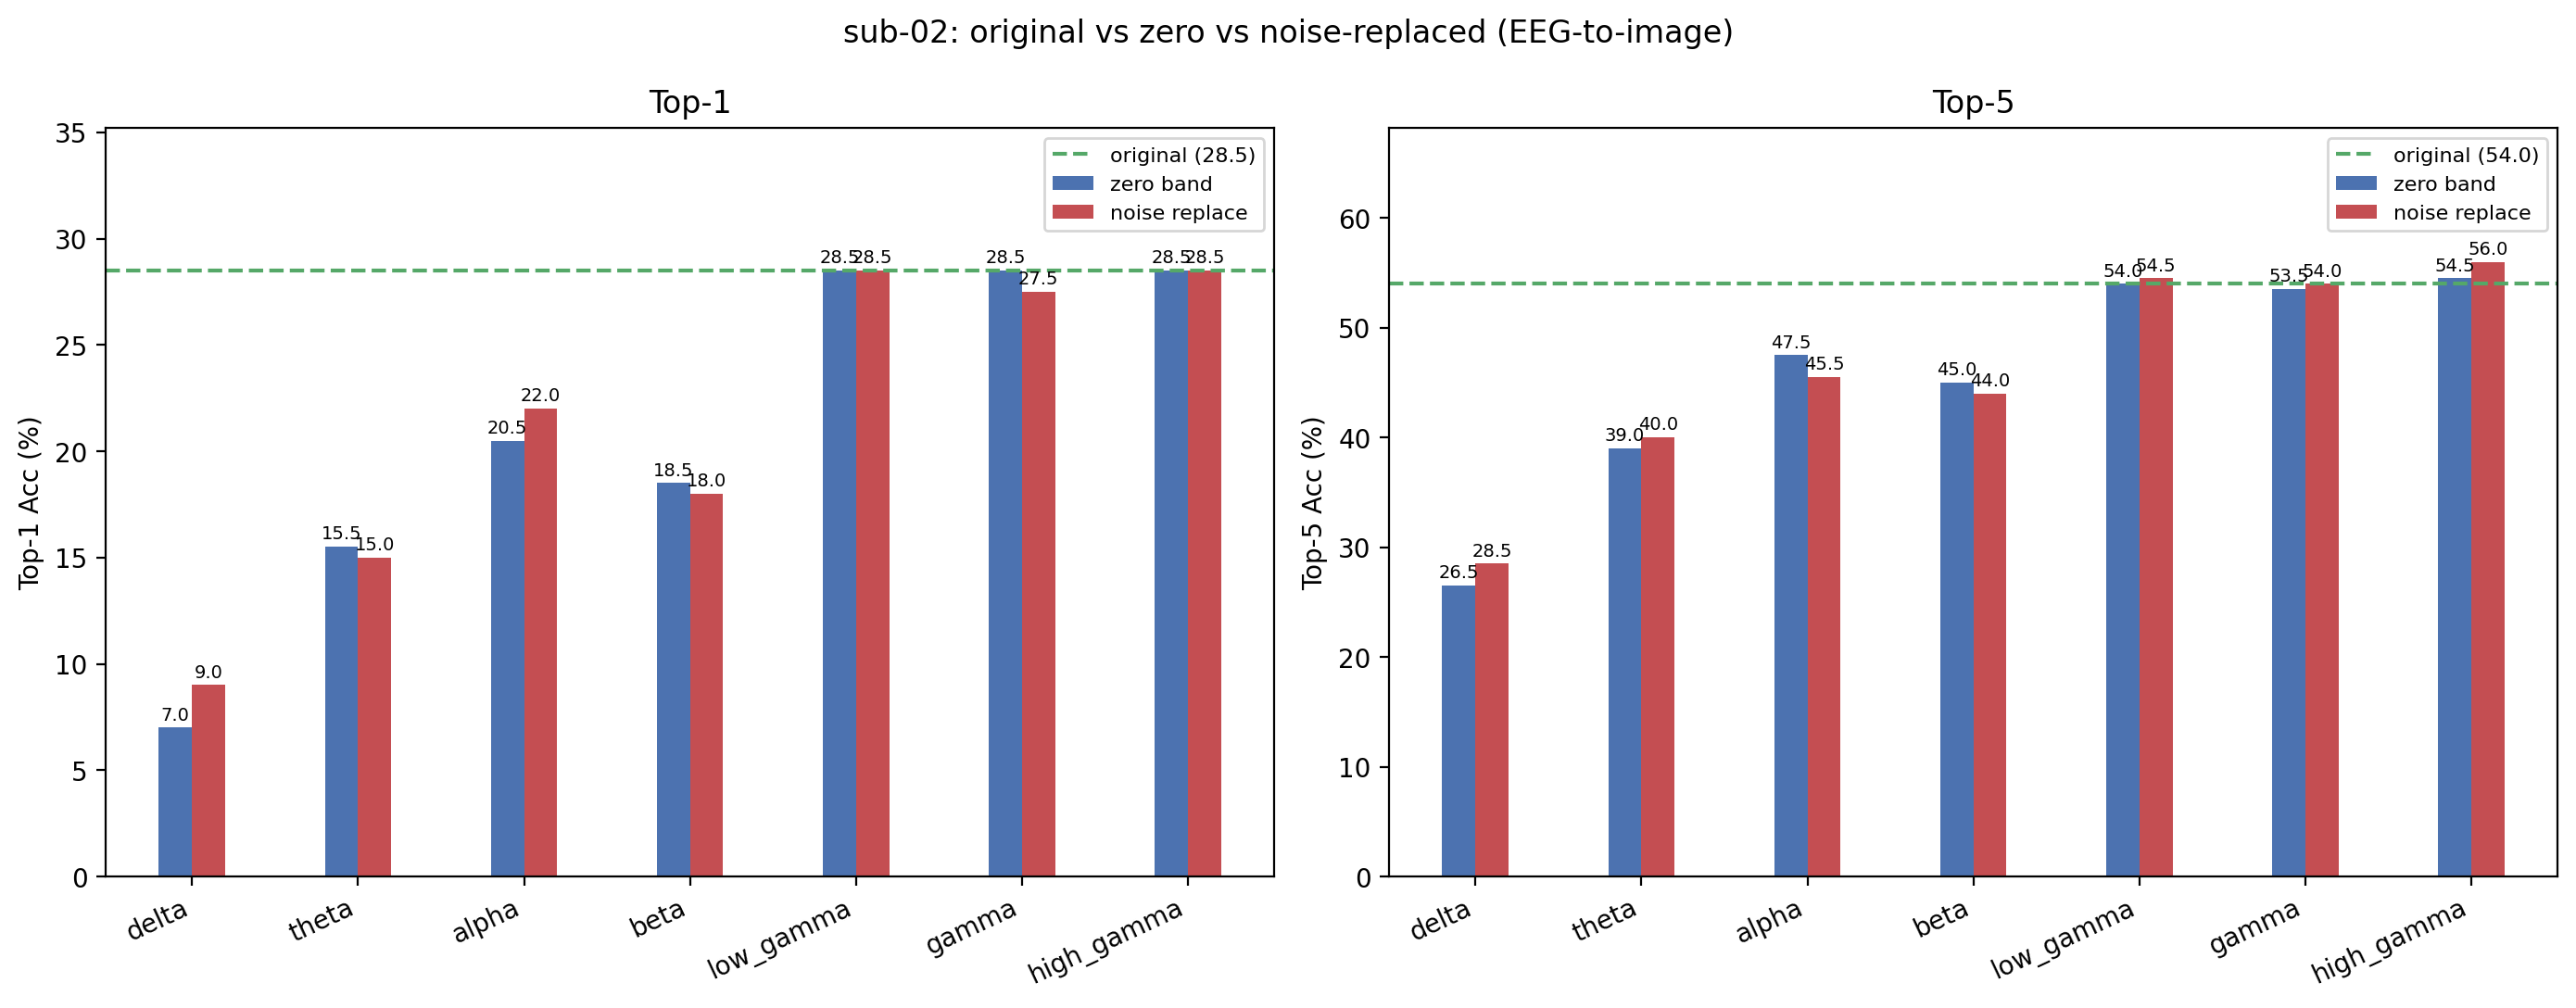 sub-02: original vs zero vs noise-replaced (EEG-to-image)
Top-1
35
30
25
20
15
10
5
0
Top-1 Acc (%)
original (28.5)
zero band
noise replace
7.0
9.0
15.5
15.0
20.5
22.0
18.5
18.0
28.5
28.5
28.5
27.5
28.5
28.5
delta
theta
alpha
beta
low_gamma
gamma
high_gamma
Top-5
60
50
40
30
20
10
0
Top-5 Acc (%)
original (54.0)
zero band
noise replace
26.5
28.5
39.0
40.0
47.5
45.5
45.0
44.0
54.0
54.5
53.5
54.0
54.5
56.0
delta
theta
alpha
beta
low_gamma
gamma
high_gamma